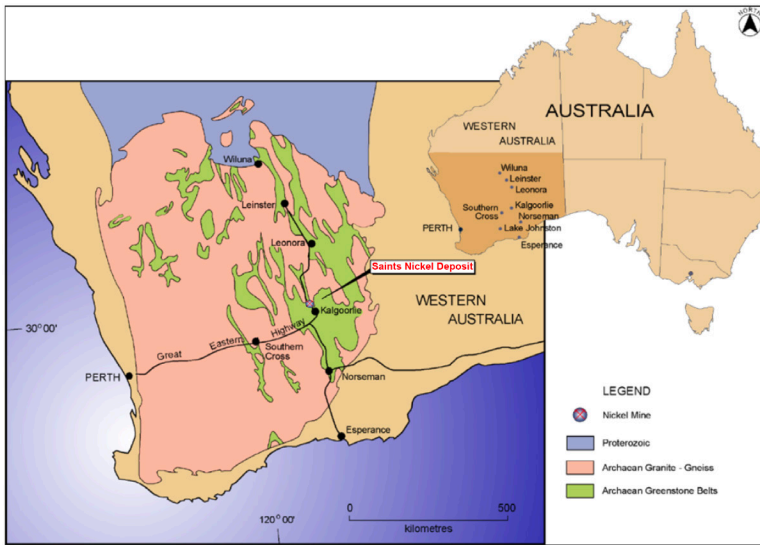 NORTH
AUSTRALIA
WESTERN
AUSTRALIA
Wiluna
Leinster
Leonora
Kalgoorlie
Southern
Cross
Norseman
Lake Johnston
PERTH
Esperance
Wiluna
Leinster
Leonora
Saints Nickel Deposit
WESTERN
AUSTRALIA
Kalgoorlie
30°00'
Great Eastern Highway
Southern
Cross
PERTH
Norseman
Esperance
120°00'
0
500
kilometres
LEGEND
Nickel Mine
Proterozoic
Archaean Granite - Gneiss
Archaean Greenstone Belts